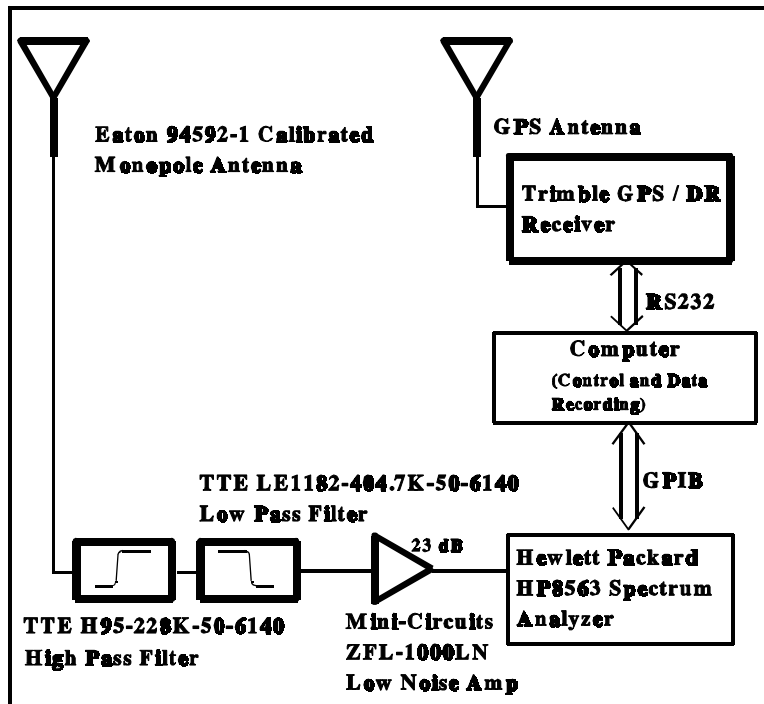 Eaton 94592-1 Calibrated
Monopole Antenna
GPS Antenna
Trimble GPS / DR
Receiver
RS232
Computer
(Control and Data
Recording)
GPIB
TTE LE1182-404.7K-50-6140
Low Pass Filter
23 dB
Hewlett Packard
HP8563 Spectrum
Analyzer
TTE H95-228K-50-6140
High Pass Filter
Mini-Circuits
ZFL-1000LN
Low Noise Amp